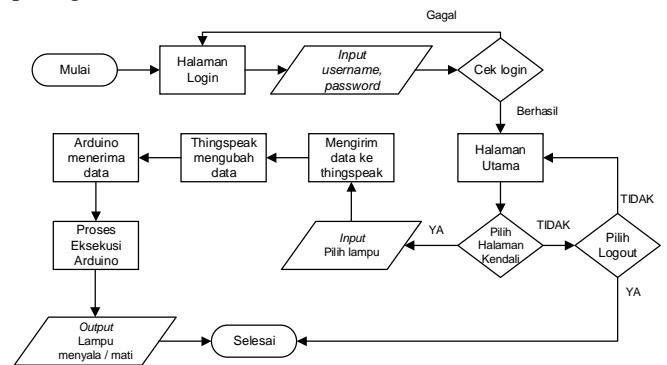 Gagal
Mulai
Halaman
Login
Input
username,
password
Cek login
Berhasil
Arduino
menerima
data
Thingspeak
mengubah
data
Mengirim
data ke
thingspeak
Halaman
Utama
TIDAK
Proses
Eksekusi
Arduino
Input
Pilih lampu
YA
Pilih
Halaman
Kendali
TIDAK
Pilih
Logout
YA
Output
Lampu
menyala / mati
Selesai